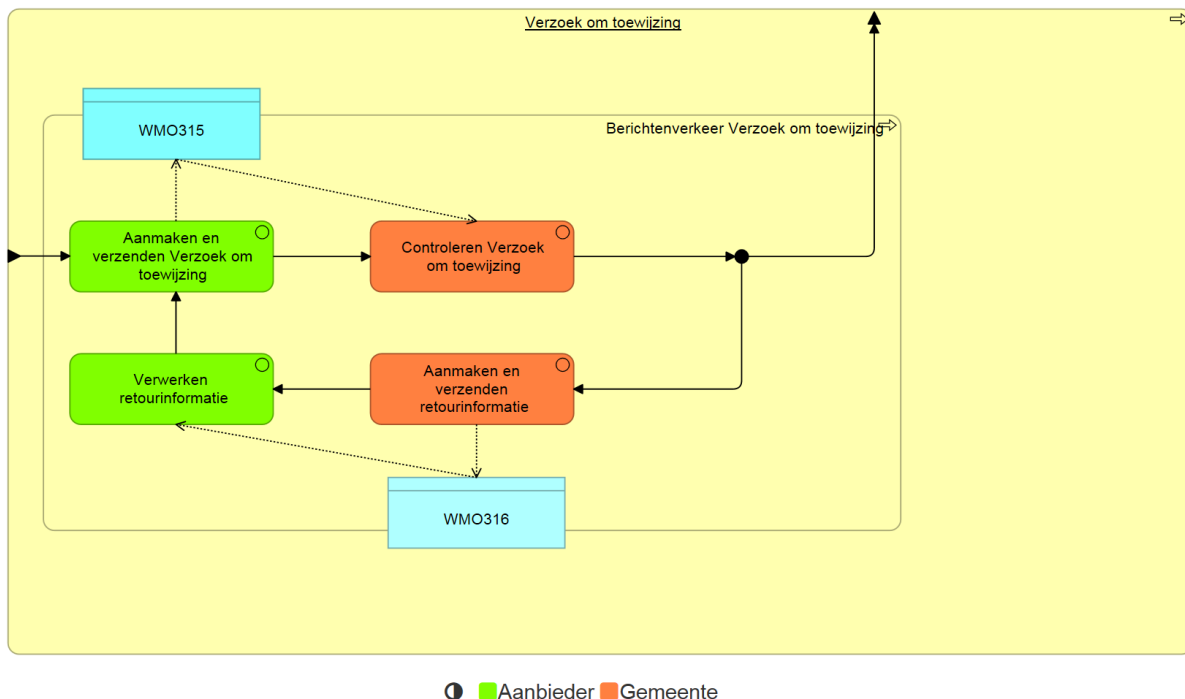 Verzoek om toewijzing
WMO315
Berichtenverkeer Verzoek om toewijzing
Aanmaken en
verzenden Verzoek om
toewijzing
Controleren Verzoek
om toewijzing
Verwerken
retourinformatie
Aanmaken en
verzenden
retourinformatie
WMO316
Aanbieder Gemeente